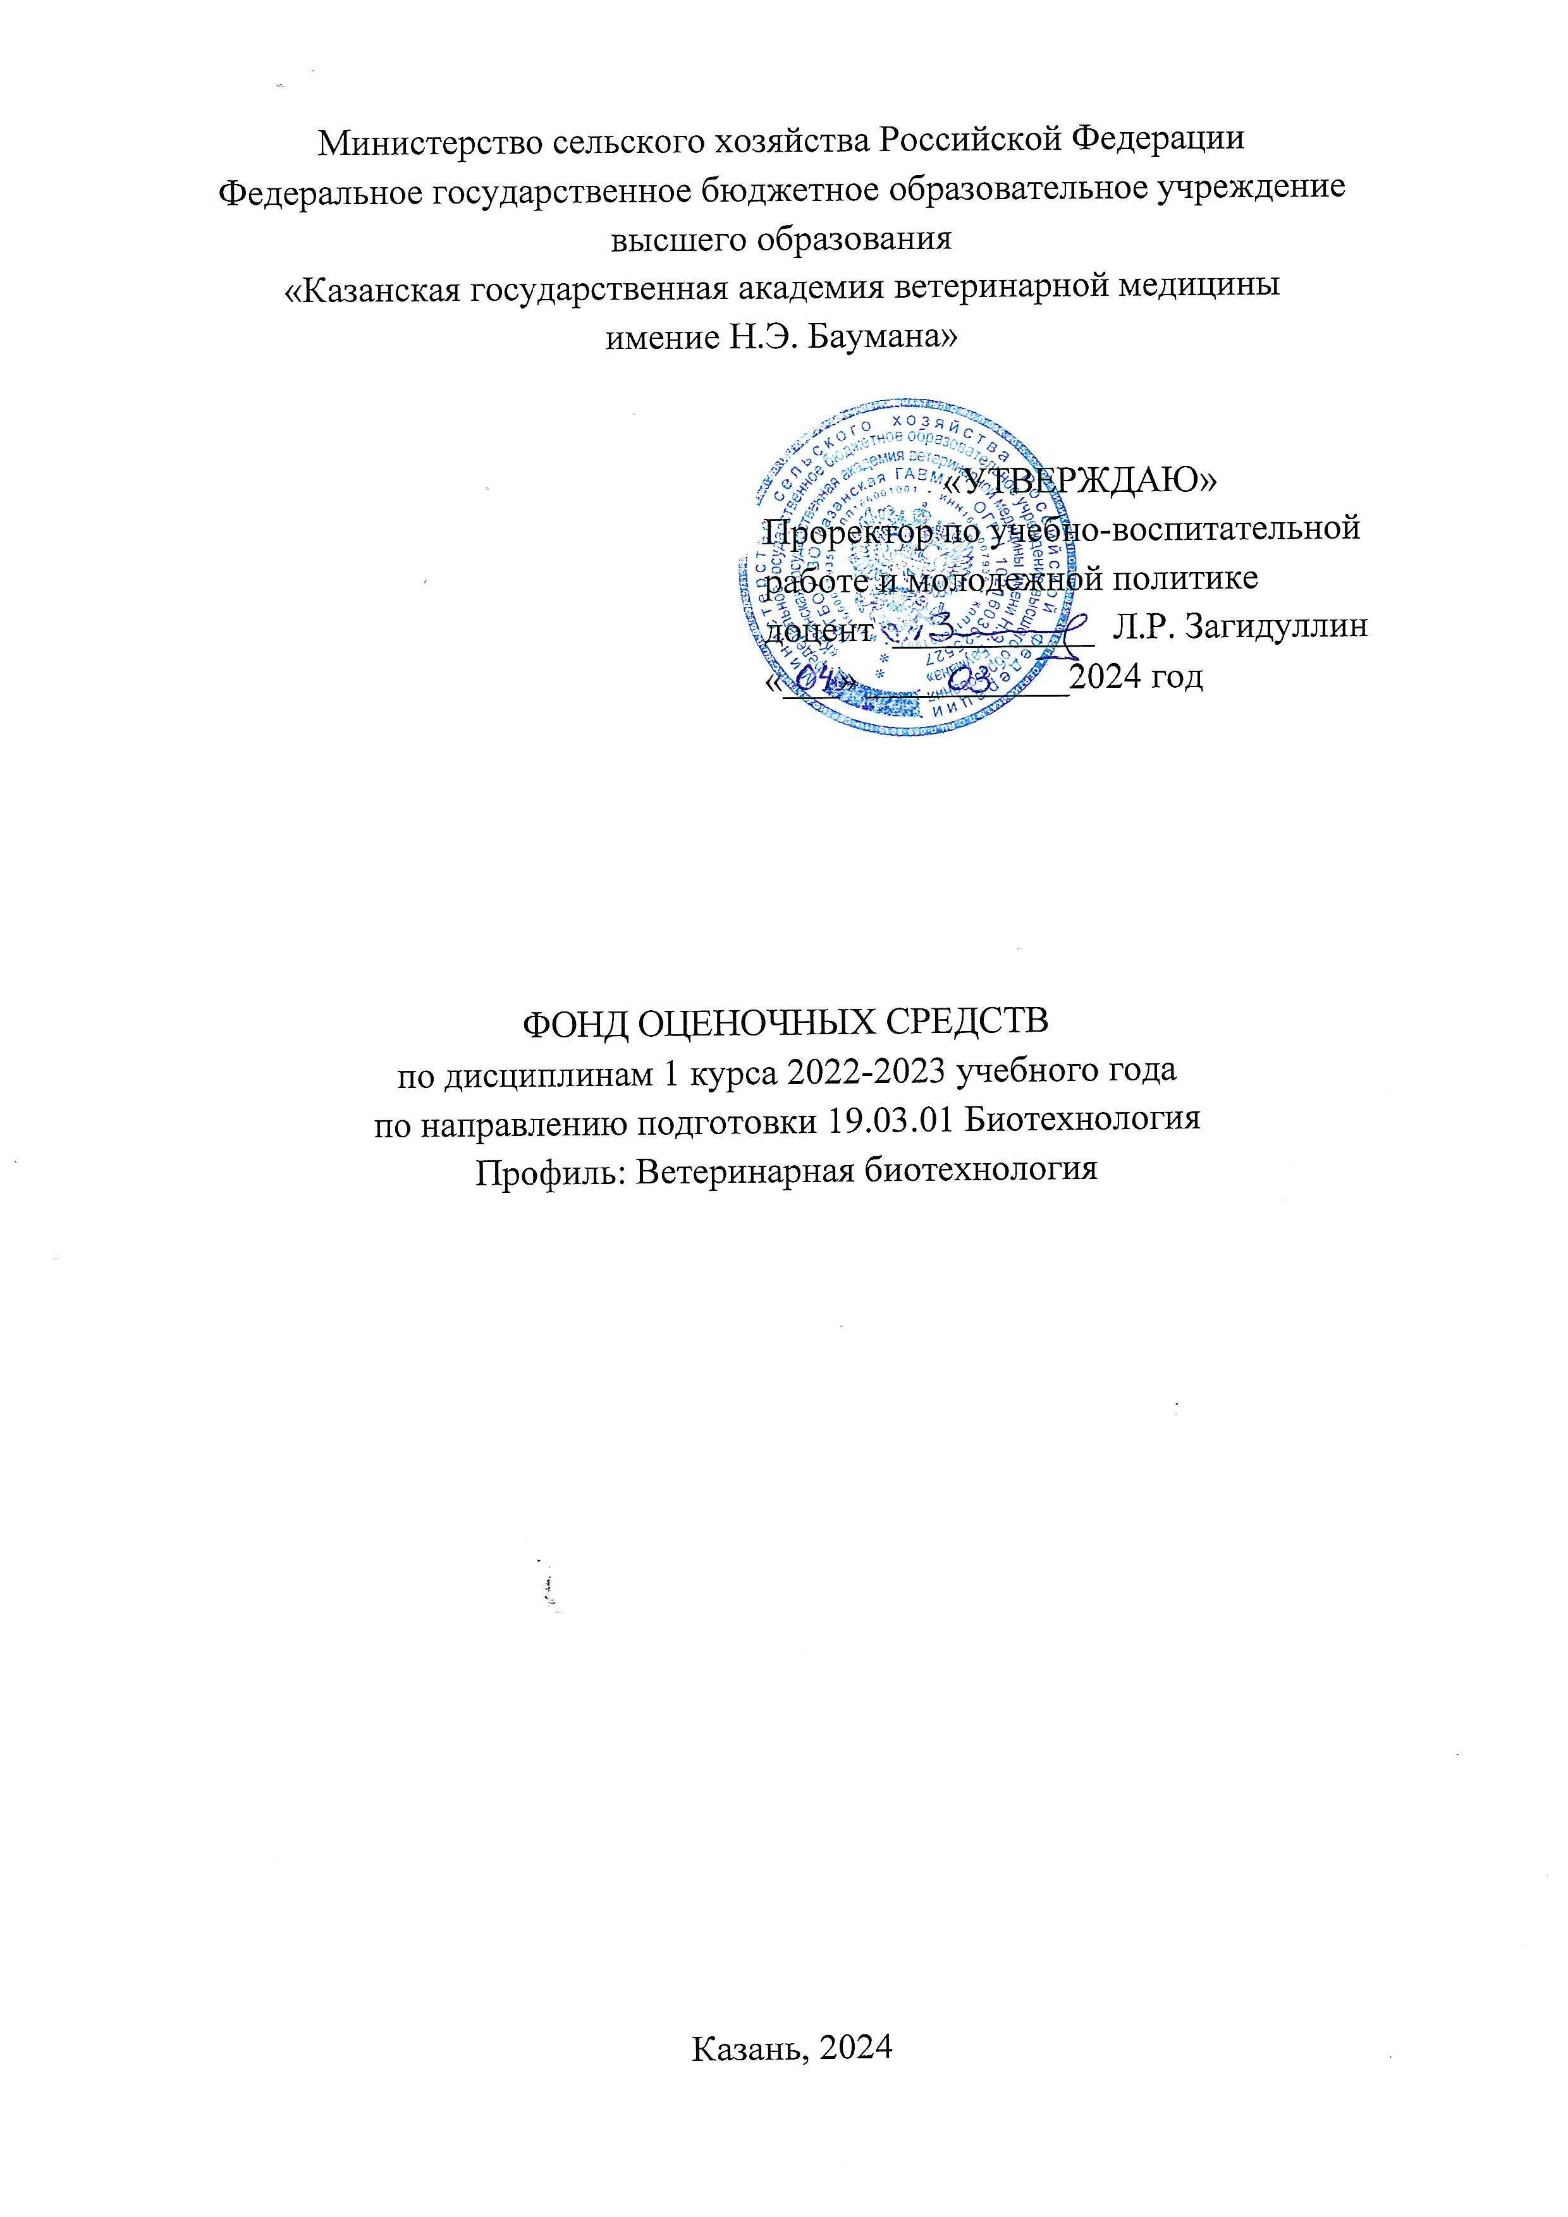 Министерство сельского хозяйства Российской Федерации
Федеральное государственное бюджетное образовательное учреждение
высшего образования
«Казанская государственная академия ветеринарной медицины
имение Н.Э. Баумана»
«УТВЕРЖДАЮ»
Проректор по учебно-воспитательной
работе и молодежной политике
доцент Л.Р. Загидуллин
«04» 03 2024 год
ФОНД ОЦЕНОЧНЫХ СРЕДСТВ
по дисциплинам 1 курса 2022-2023 учебного года
по направлению подготовки 19.03.01 Биотехнология
Профиль: Ветеринарная биотехнология
Казань, 2024